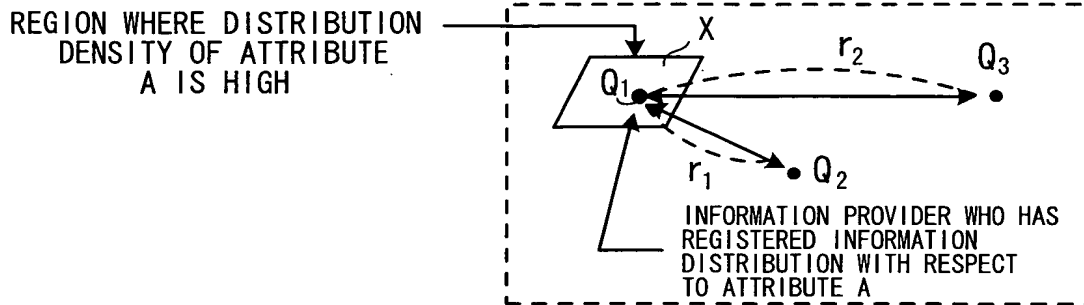 REGION WHERE DISTRIBUTION
DENSITY OF ATTRIBUTE
A IS HIGH
X
r₂
Q₃
Q₁
r₁
Q₂
INFORMATION PROVIDER WHO HAS
REGISTERED INFORMATION
DISTRIBUTION WITH RESPECT
TO ATTRIBUTE A